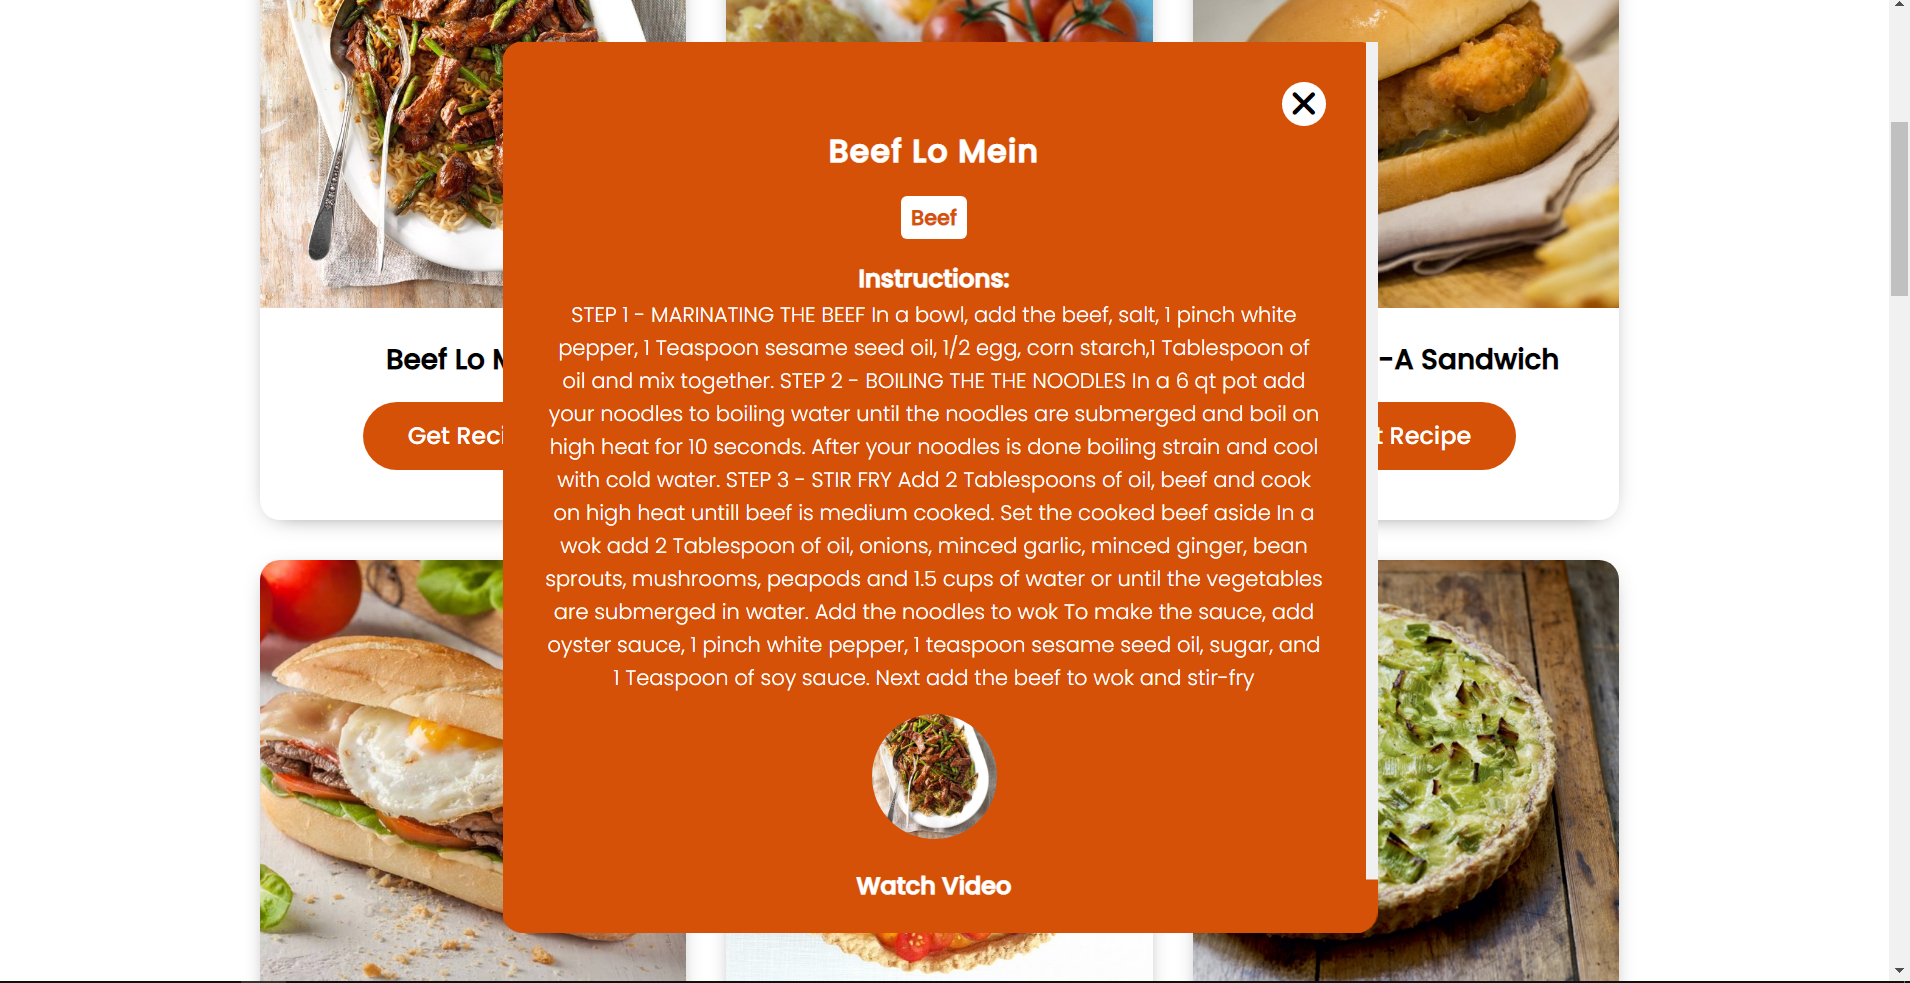 Beef Lo Mein
Beef
Instructions:
STEP 1 - MARINATING THE BEEF In a bowl, add the beef, salt, 1 pinch white
pepper, 1 Teaspoon sesame seed oil, 1/2 egg, corn starch,1 Tablespoon of
oil and mix together. STEP 2 - BOILING THE THE NOODLES In a 6 qt pot add
your noodles to boiling water until the noodles are submerged and boil on
high heat for 10 seconds. After your noodles is done boiling strain and cool
with cold water. STEP 3 - STIR FRY Add 2 Tablespoons of oil, beef and cook
on high heat untill beef is medium cooked. Set the cooked beef aside In a
wok add 2 Tablespoon of oil, onions, minced garlic, minced ginger, bean
sprouts, mushrooms, peapods and 1.5 cups of water or until the vegetables
are submerged in water. Add the noodles to wok To make the sauce, add
oyster sauce, 1 pinch white pepper, 1 teaspoon sesame seed oil, sugar, and
1 Teaspoon of soy sauce. Next add the beef to wok and stir-fry
Watch Video
Beef Lo
Get Reci
-A Sandwich
t Recipe